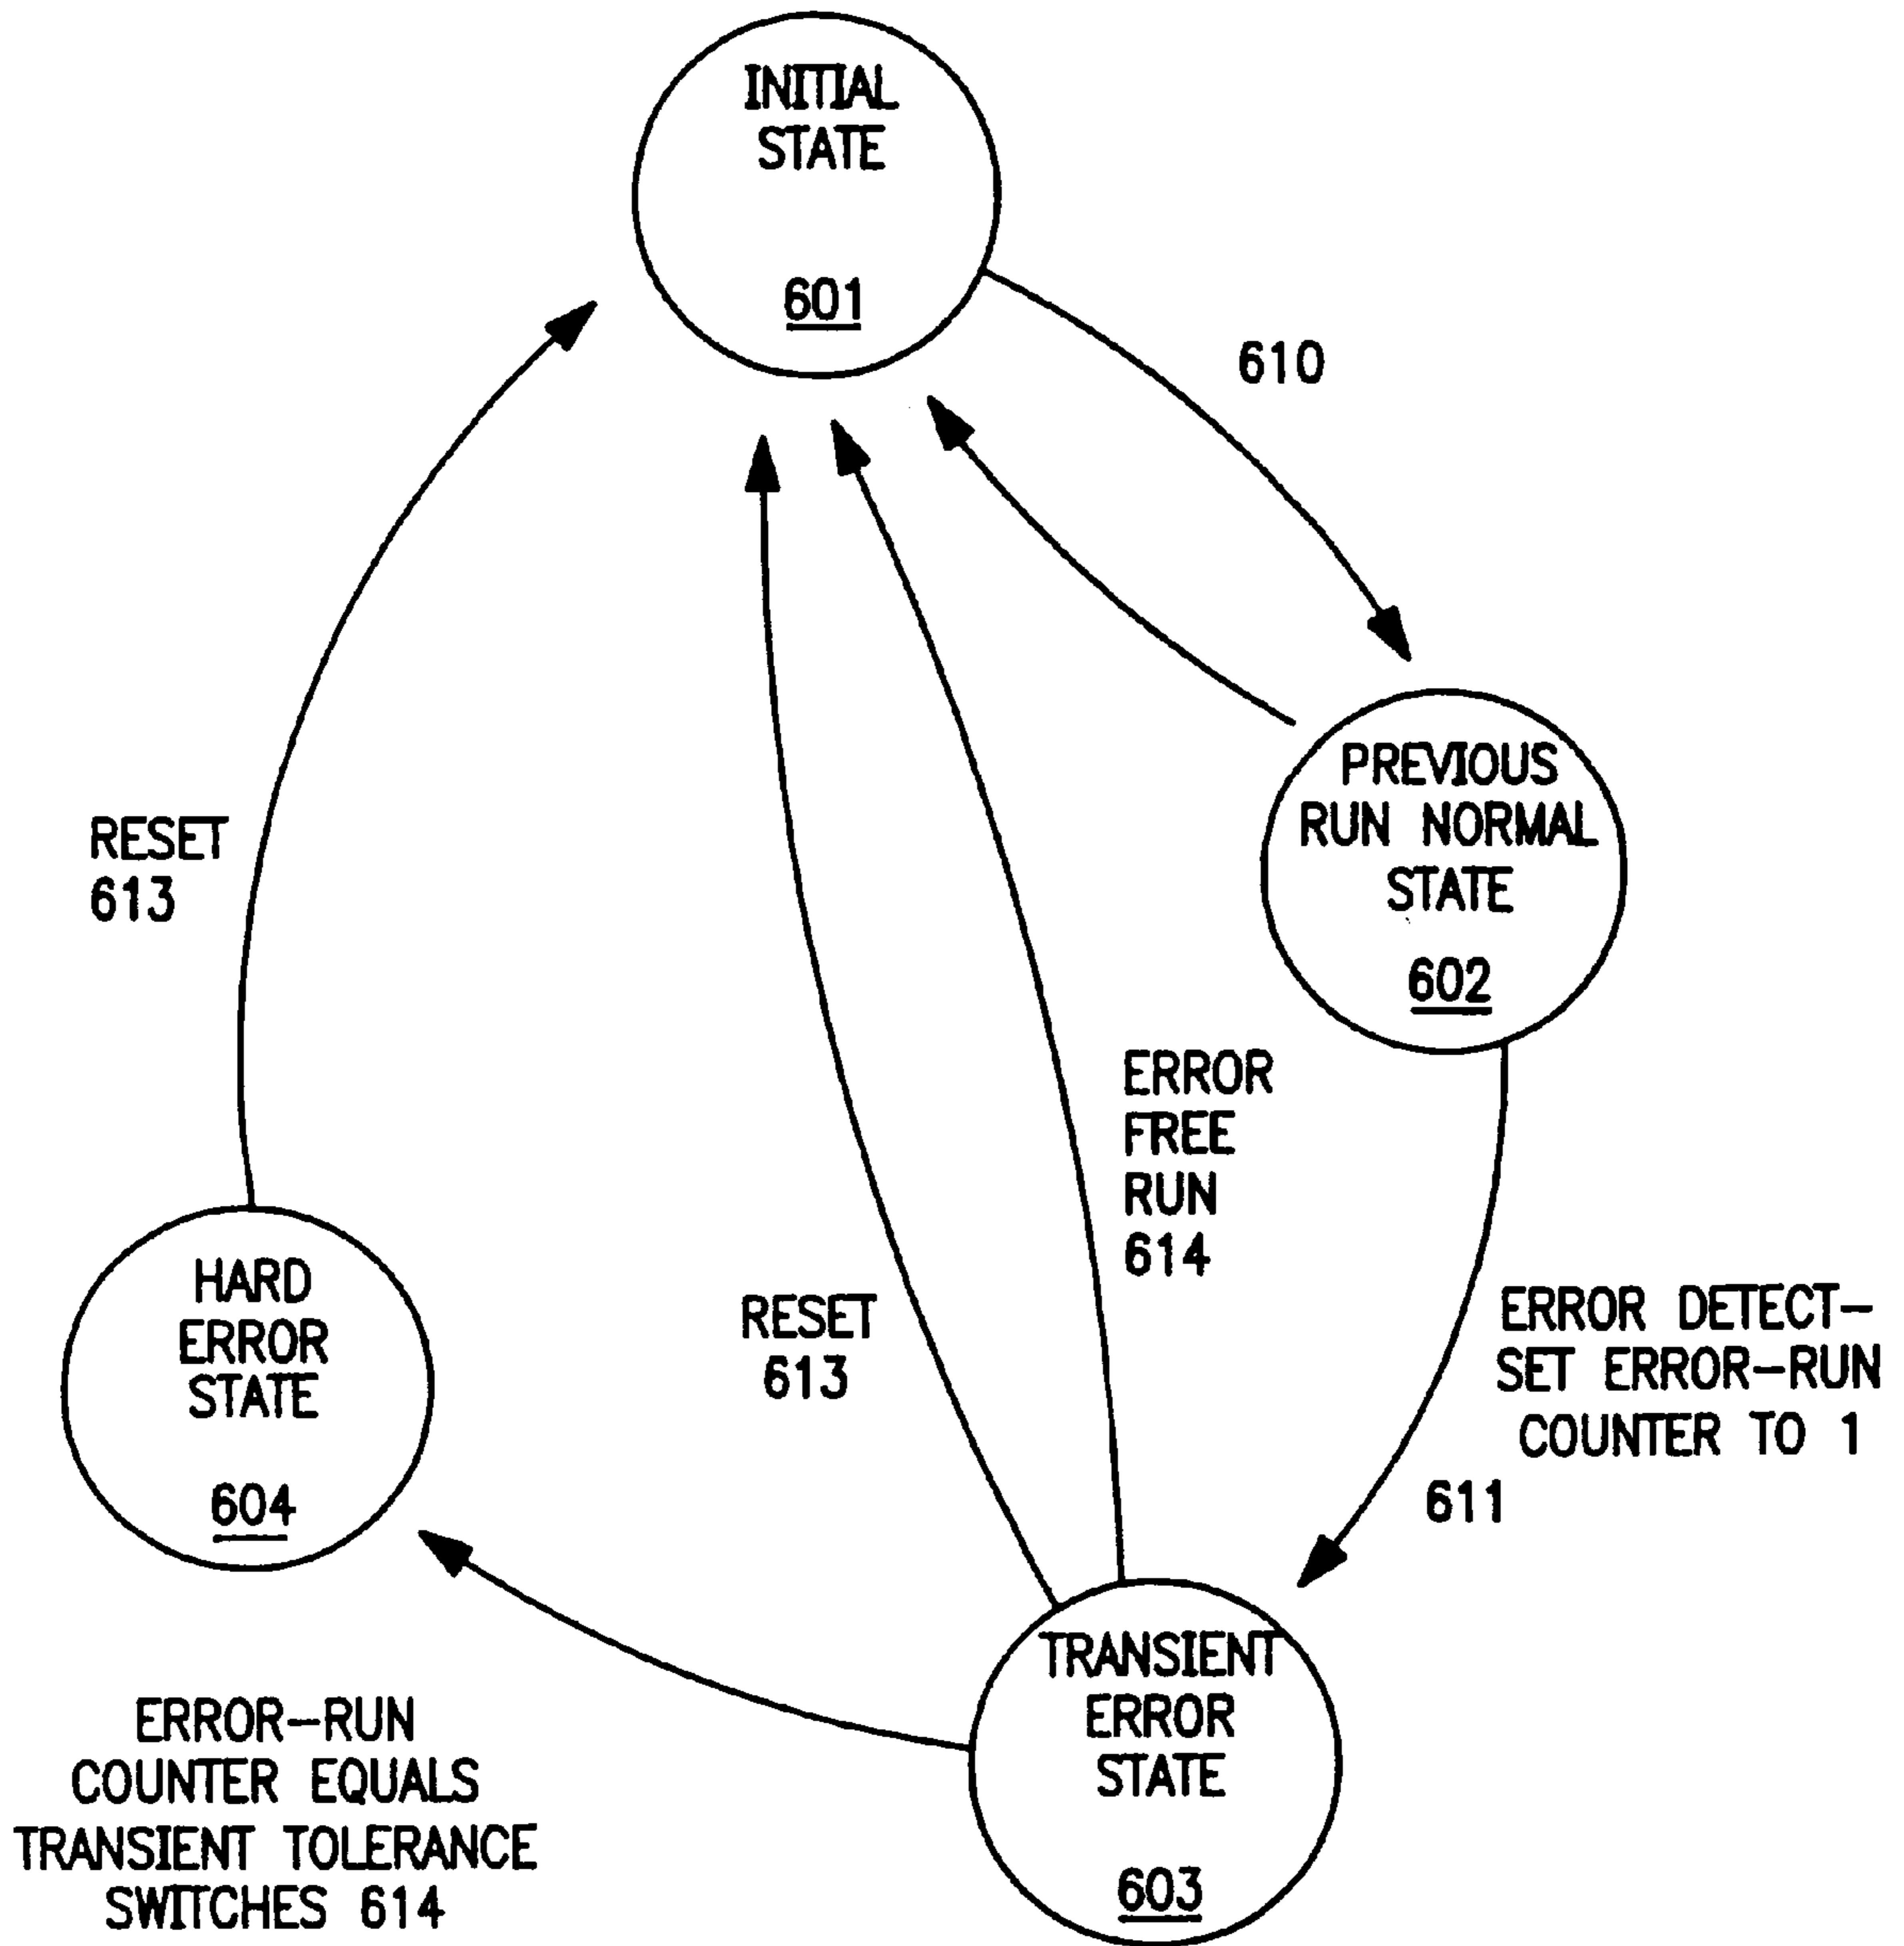 INITIAL
STATE
601
610
PREVIOUS
RUN NORMAL
STATE
602
RESET
613
ERROR
FREE
RUN
614
HARD
ERROR
STATE
604
RESET
613
ERROR DETECT—
SET ERROR—RUN
COUNTER TO 1
611
TRANSIENT
ERROR
STATE
603
ERROR—RUN
COUNTER EQUALS
TRANSIENT TOLERANCE
SWITCHES 614